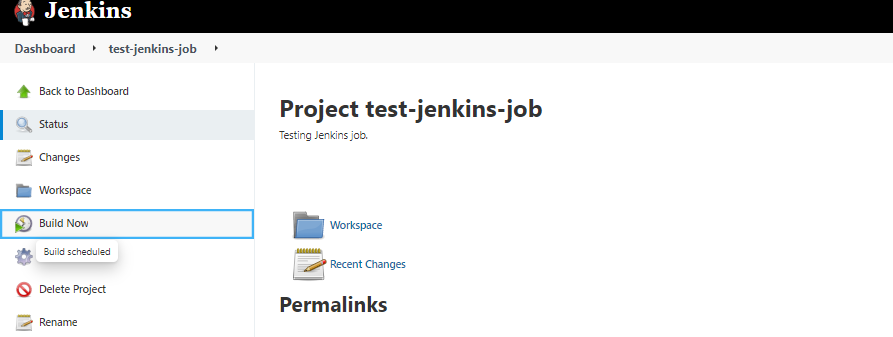 Jenkins
Dashboard
test-jenkins-job
Back to Dashboard
Status
Changes
Workspace
Build Now
Build scheduled
Delete Project
Rename
Project test-jenkins-job
Testing Jenkins job.
Workspace
Recent Changes
Permalinks